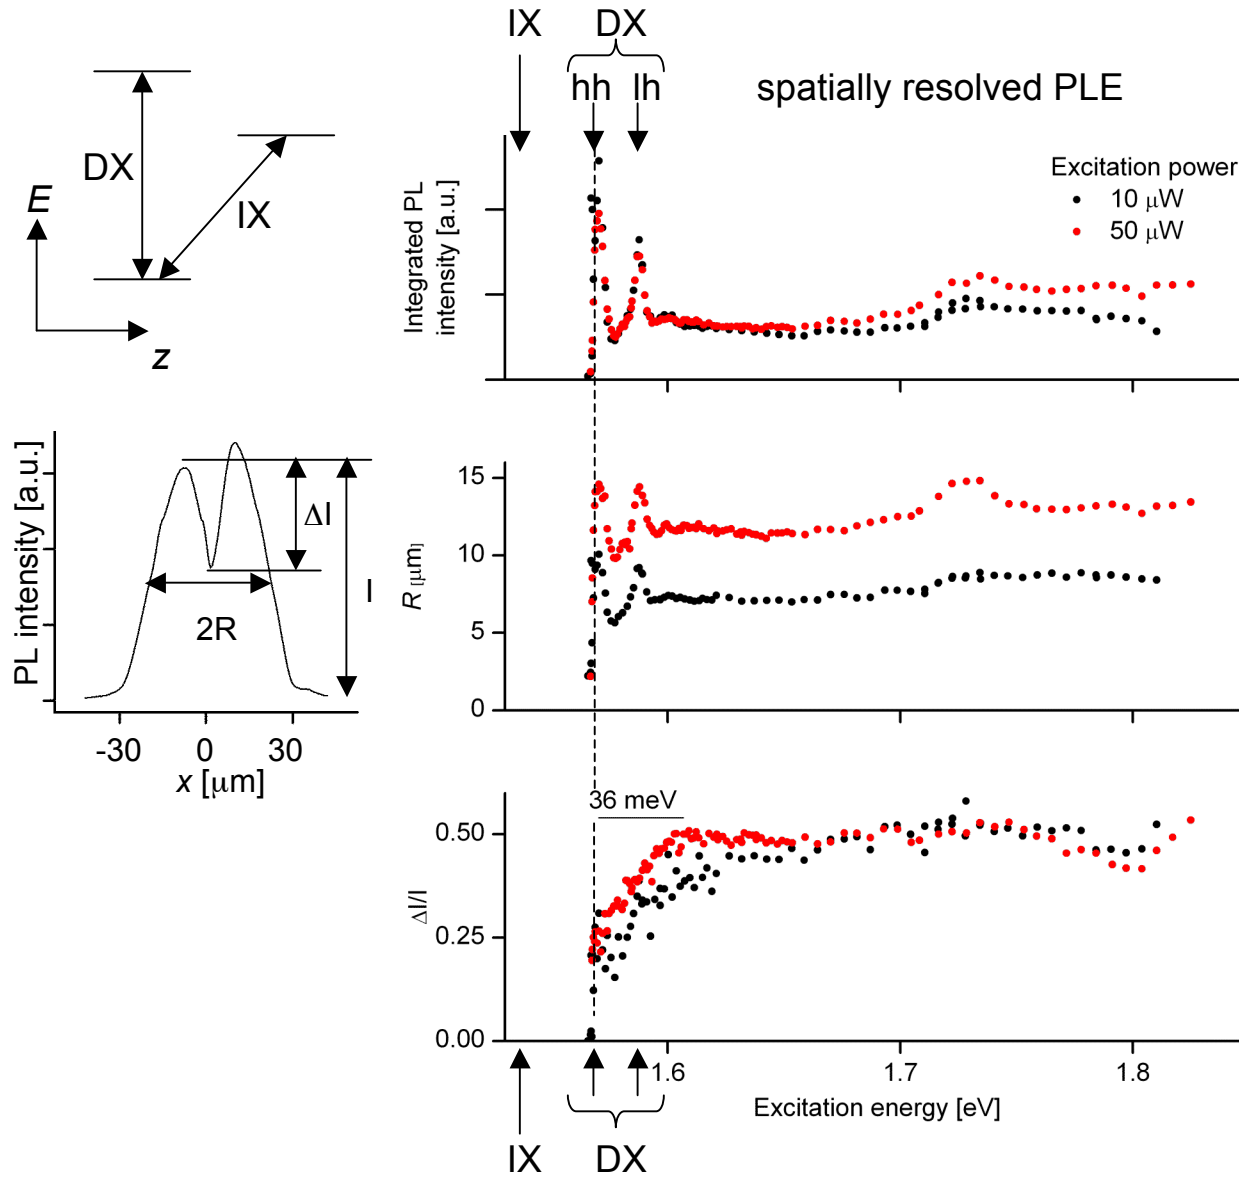 IX DX
hh lh spatially resolved PLE
DX
IX
E
z
Integrated PL
intensity [a.u.]
Excitation power
10 μW
50 μW
PL intensity [a.u.]
ΔI
I
2R
-30 0 30
x [μm]
R [μm]
15
10
5
0
36 meV
ΔI/I
0.50
0.25
0.00
1.6 1.7 1.8
Excitation energy [eV]
IX DX